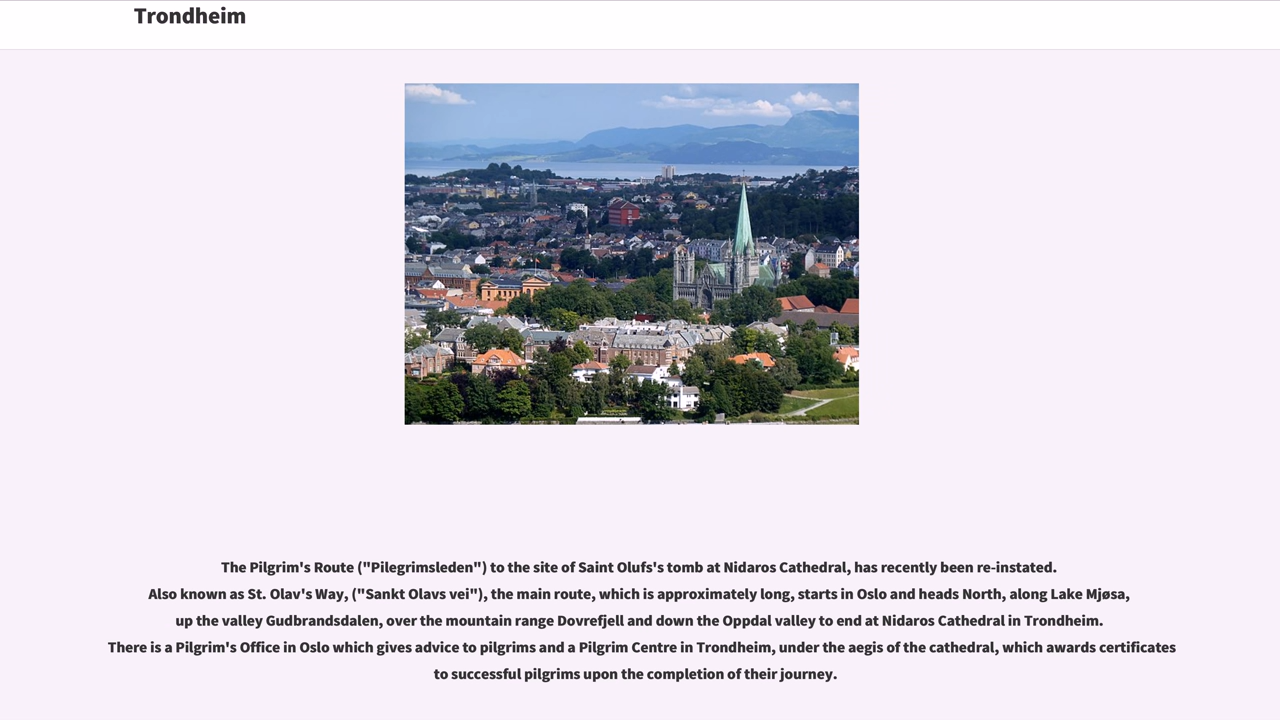 Trondheim
The Pilgrim's Route ("Pilegrimsleden") to the site of Saint Olufs's tomb at Nidaros Cathedral, has recently been re-instated.
Also known as St. Olav's Way, ("Sankt Olavs vei"), the main route, which is approximately long, starts in Oslo and heads North, along Lake Mjøsa,
up the valley Gudbrandsdalen, over the mountain range Dovrefjell and down the Oppdal valley to end at Nidaros Cathedral in Trondheim.
There is a Pilgrim's Office in Oslo which gives advice to pilgrims and a Pilgrim Centre in Trondheim, under the aegis of the cathedral, which awards certificates
to successful pilgrims upon the completion of their journey.